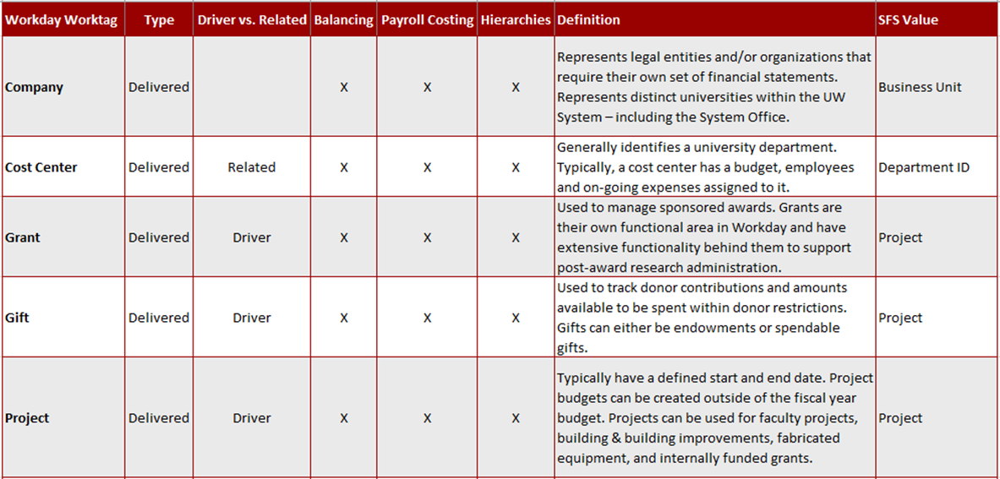 Workday Worktag Type Driver vs. Related Balancing Payroll Costing Hierarchies Definition SFS Value
Company Delivered X X X Represents legal entities and/or organizations that
require their own set of financial statements.
Represents distinct universities within the UW
System – including the System Office. Business Unit
Cost Center Delivered Related X X X Generally identifies a university department.
Typically, a cost center has a budget, employees
and on-going expenses assigned to it. Department ID
Grant Delivered Driver X X X Used to manage sponsored awards. Grants are
their own functional area in Workday and have
extensive functionality behind them to support
post-award research administration. Project
Gift Delivered Driver X X X Used to track donor contributions and amounts
available to be spent within donor restrictions.
Gifts can either be endowments or spendable
gifts. Project
Project Delivered Driver X X X Typically have a defined start and end date. Project
budgets can be created outside of the fiscal year
budget. Projects can be used for faculty projects,
building & building improvements, fabricated
equipment, and internally funded grants. Project